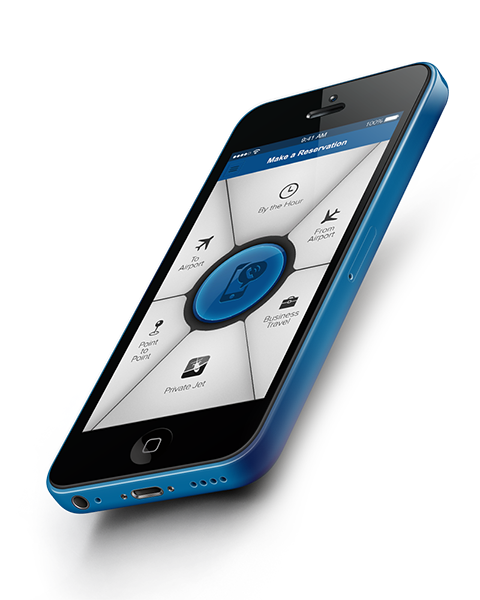 9:41 AM
100%
Make a Reservation
By the Hour
From
Airport
To
Airport
Business
Travel
Point
to
Point
Private Jet